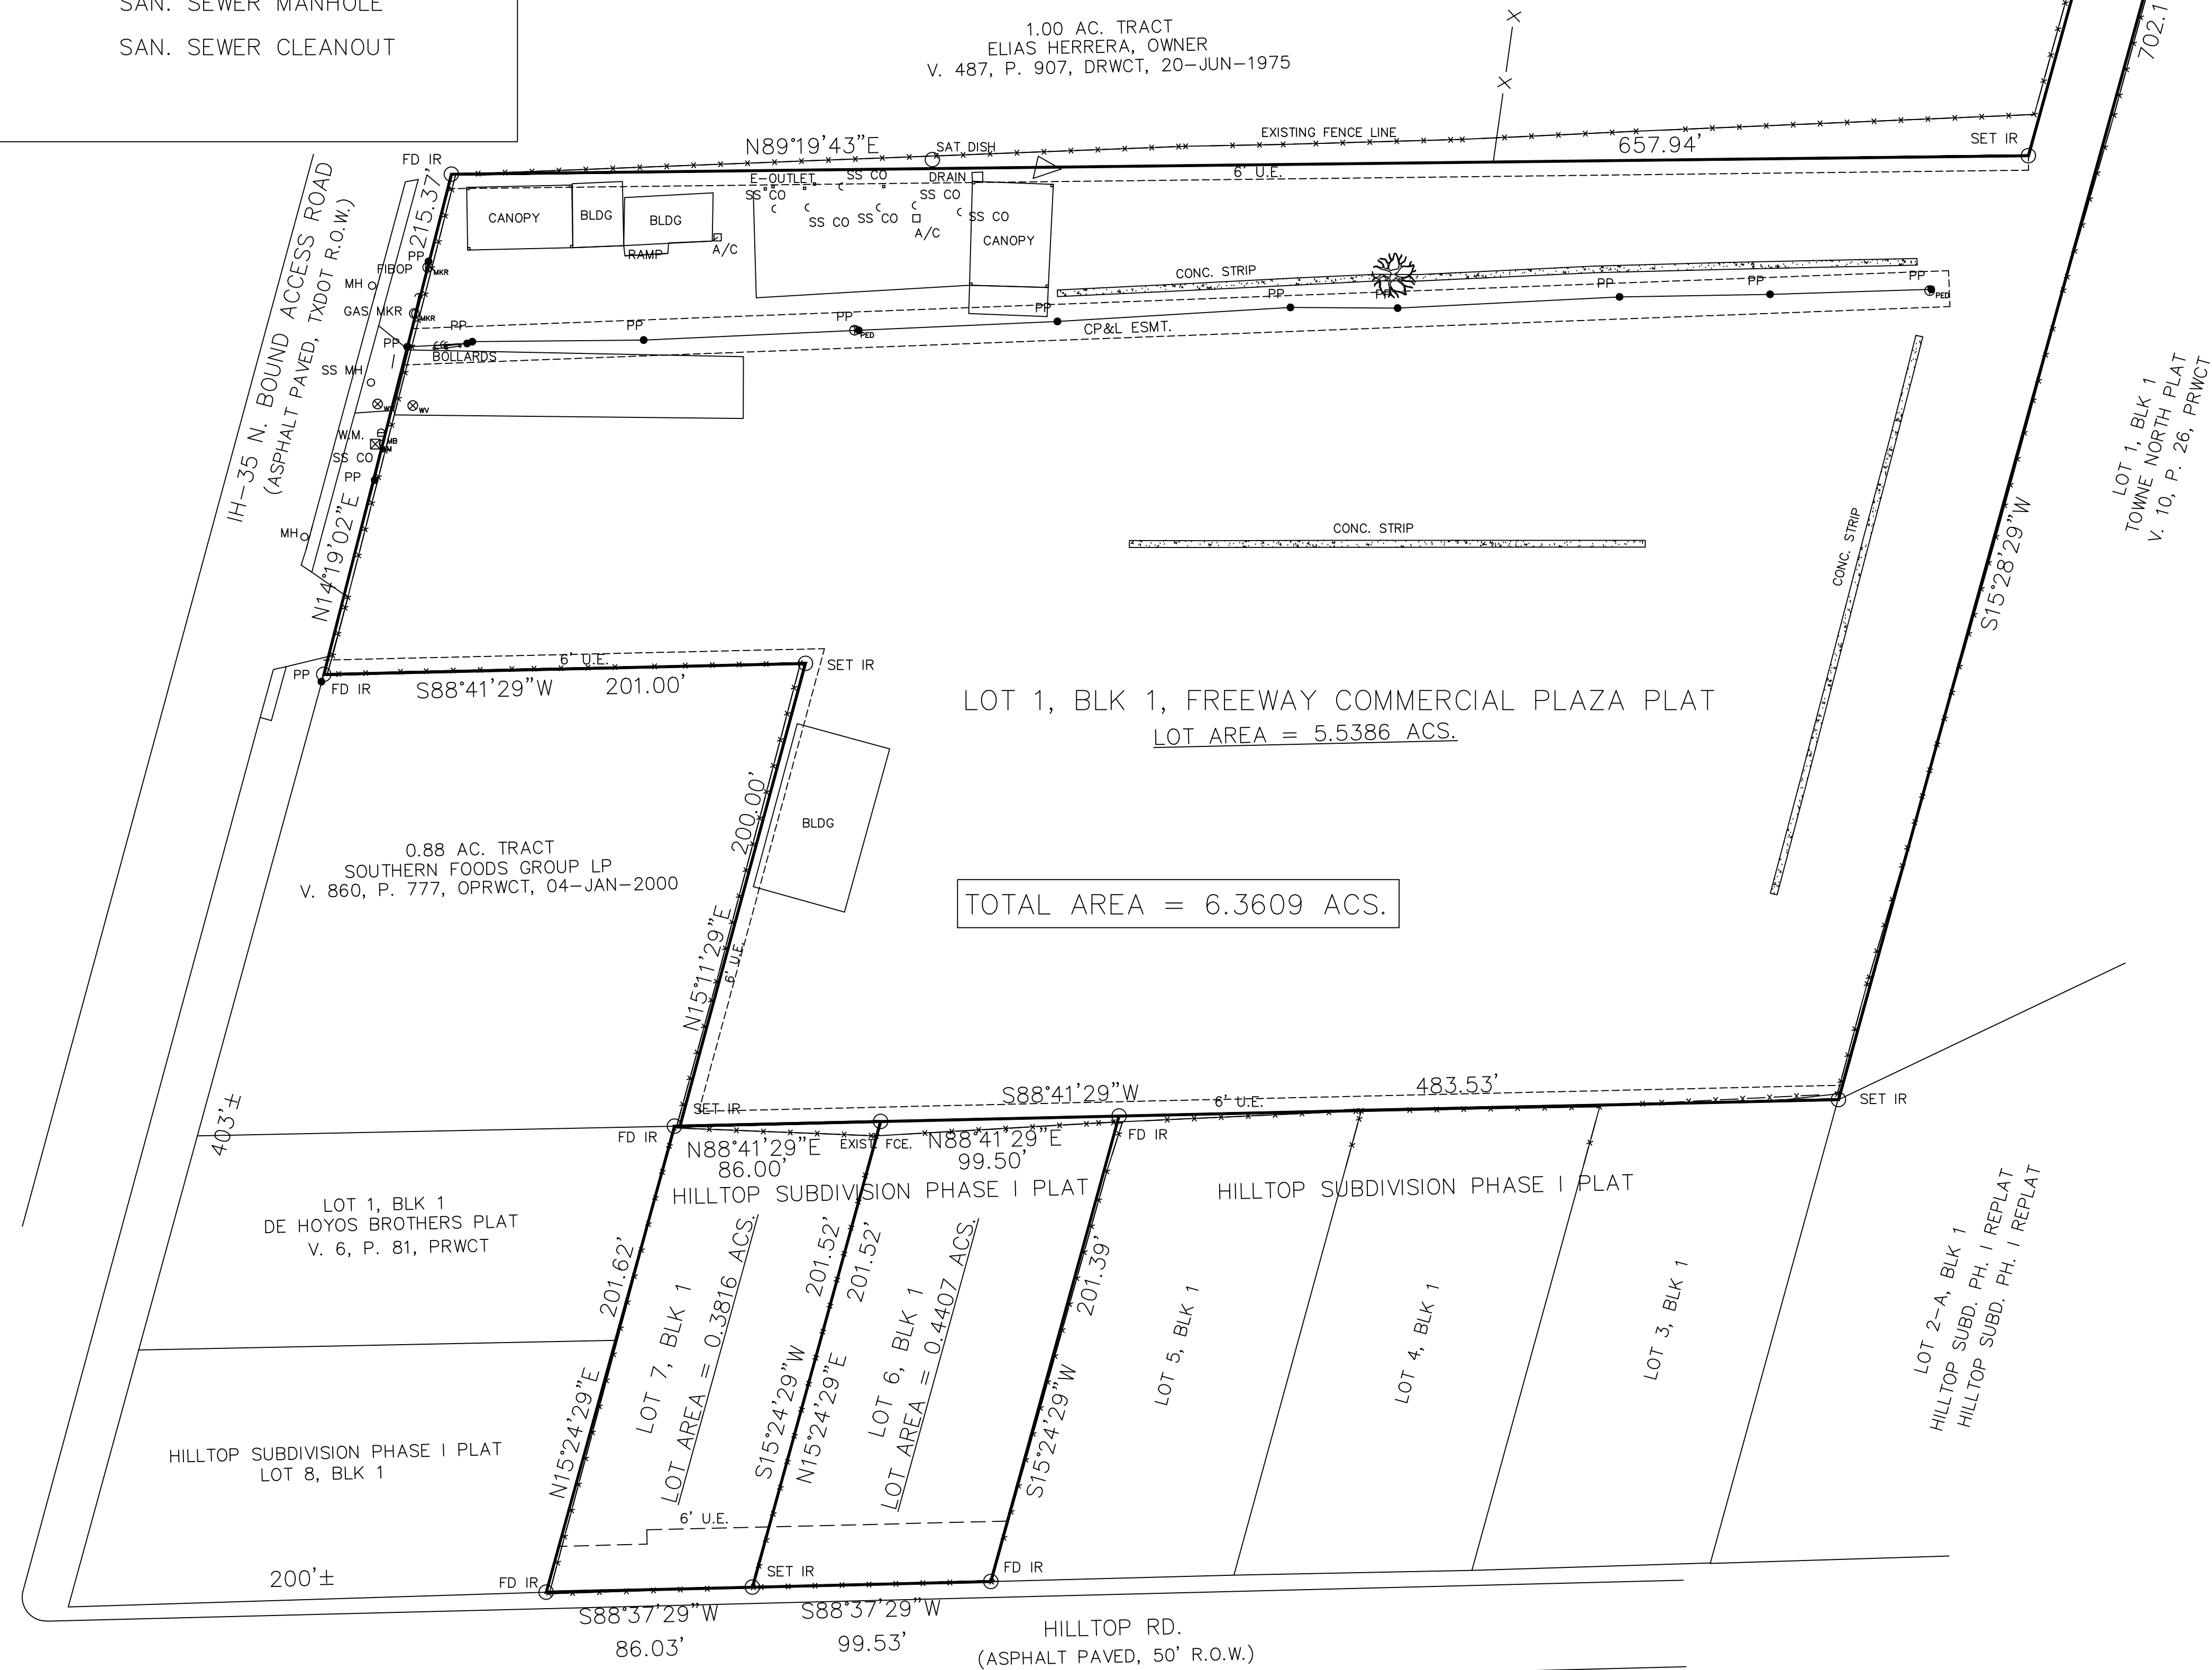 SAN. SEWER MANHOLE
SAN. SEWER CLEANOUT
1.00 AC. TRACT
ELIAS HERRERA, OWNER
V. 487, P. 907, DRWCT, 20-JUN-1975
X
X
EXISTING FENCE LINE
N89°19'43"E
SAT DISH
657.94'
SET IR
FD IR
6' U.E.
E-OUTLET
SS CO
DRAIN
SS CO
SS CO
SS CO
SS CO
SS CO
A/C
CANOPY
BLDG
BLDG
RAMP
A/C
CANOPY
CONC. STRIP
215.37'
PP
FIBOP
MKR
MH
GAS MKR
MKR
PP
PP
PP
PED
PP
PP
PP
PP
PP
PED
CP&L ESMT.
PP
BOLLARDS
SS MH
WV
WV
W.M.
MB
SS CO
PP
MH
N14°19'02"E
IH-35 N. BOUND ACCESS ROAD
(ASPHALT PAVED, TXDOT R.O.W.)
702.1
LOT 1, BLK 1
TOWNE NORTH PLAT
V. 10, P. 26, PRWCT
S15°28'29"W
CONC. STRIP
CONC. STRIP
PP
FD IR
6' U.E.
S88°41'29"W
201.00'
SET IR
LOT 1, BLK 1, FREEWAY COMMERCIAL PLAZA PLAT
LOT AREA = 5.5386 ACS.
TOTAL AREA = 6.3609 ACS.
BLDG
200.00'
N15°11'29"E
6' U.E.
0.88 AC. TRACT
SOUTHERN FOODS GROUP LP
V. 860, P. 777, OPRWCT, 04-JAN-2000
403'±
SET IR
FD IR
S88°41'29"W
6' U.E.
483.53'
SET IR
N88°41'29"E
86.00'
EXIST. FCE.
N88°41'29"E
99.50'
FD IR
HILLTOP SUBDIVISION PHASE I PLAT
HILLTOP SUBDIVISION PHASE I PLAT
LOT 1, BLK 1
DE HOYOS BROTHERS PLAT
V. 6, P. 81, PRWCT
201.62'
N15°24'29"E
LOT 7, BLK 1
LOT AREA = 0.3816 ACS.
201.52'
S15°24'29"W
201.52'
N15°24'29"E
LOT 6, BLK 1
LOT AREA = 0.4407 ACS.
201.39'
S15°24'29"W
LOT 5, BLK 1
LOT 4, BLK 1
LOT 3, BLK 1
LOT 2-A, BLK 1
HILLTOP SUBD. PH. I REPLAT
HILLTOP SUBD. PH. I REPLAT
HILLTOP SUBDIVISION PHASE I PLAT
LOT 8, BLK 1
6' U.E.
200'±
FD IR
SET IR
FD IR
S88°37'29"W
86.03'
S88°37'29"W
99.53'
HILLTOP RD.
(ASPHALT PAVED, 50' R.O.W.)